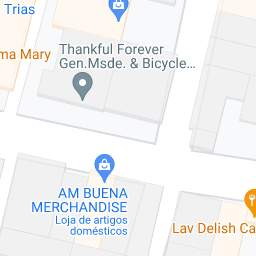 Trias
ma Mary
Thankful Forever
Gen.Msde. & Bicycle...
AM BUENA
MERCHANDISE
Loja de artigos
domésticos
Lav Delish Ca